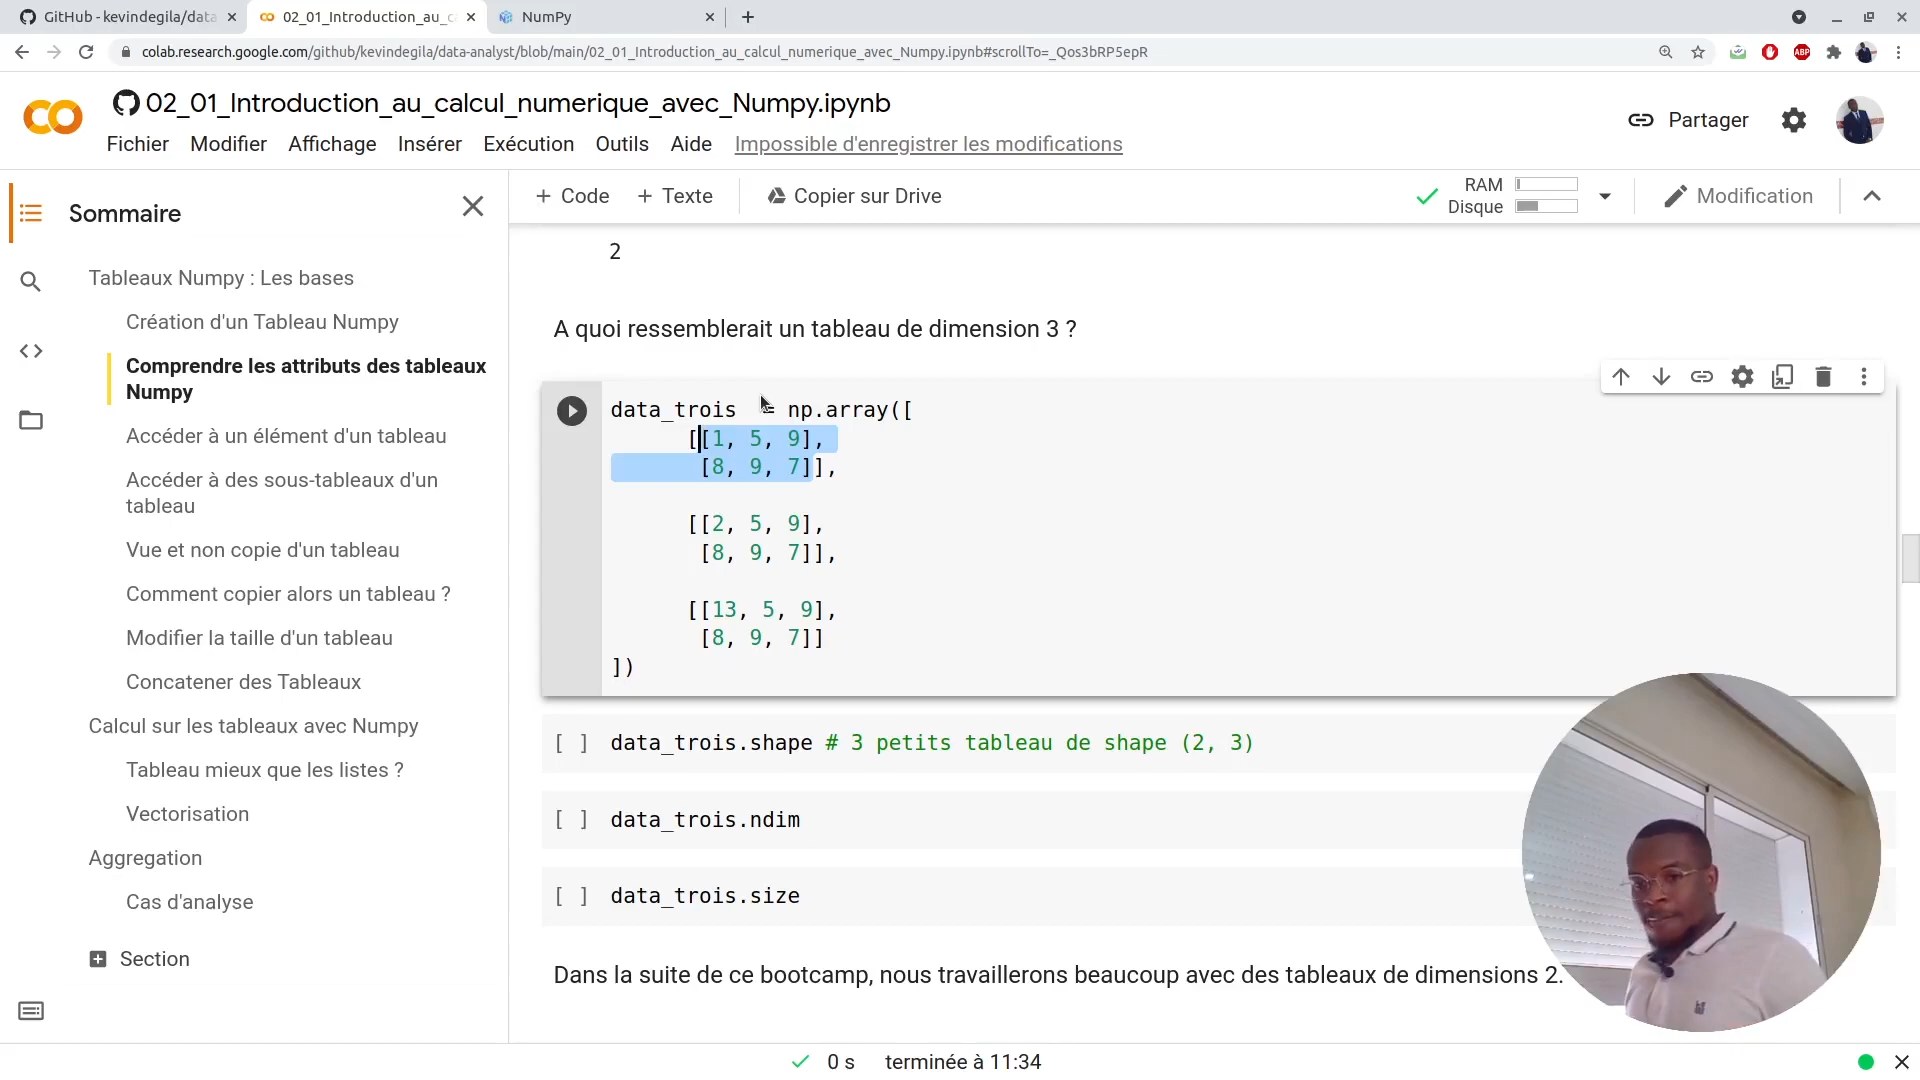 GitHub - kevindegila/data
02_01_Introduction_au_c
NumPy
colab.research.google.com/github/kevindegila/data-analyst/blob/main/02_01_Introduction_au_calcul_numerique_avec_Numpy.ipynb#scrollTo=_Qos3bRP5epR
ABP
02_01_Introduction_au_calcul_numerique_avec_Numpy.ipynb
Partager
Fichier Modifier Affichage Insérer Exécution Outils Aide Impossible d'enregistrer les modifications
Sommaire
+ Code + Texte Copier sur Drive
RAM
Disque
Modification
Tableaux Numpy : Les bases
Création d'un Tableau Numpy
Comprendre les attributs des tableaux
Numpy
Accéder à un élément d'un tableau
Accéder à des sous-tableaux d'un
tableau
Vue et non copie d'un tableau
Comment copier alors un tableau ?
Modifier la taille d'un tableau
Concatener des Tableaux
Calcul sur les tableaux avec Numpy
Tableau mieux que les listes ?
Vectorisation
Aggregation
Cas d'analyse
Section
2
A quoi ressemblerait un tableau de dimension 3 ?
data_trois = np.array([
[[1, 5, 9],
[8, 9, 7]],
[[2, 5, 9],
[8, 9, 7]],
[[13, 5, 9],
[8, 9, 7]]
])
[ ] data_trois.shape # 3 petits tableau de shape (2, 3)
[ ] data_trois.ndim
[ ] data_trois.size
Dans la suite de ce bootcamp, nous travaillerons beaucoup avec des tableaux de dimensions 2.
0 s terminée à 11:34